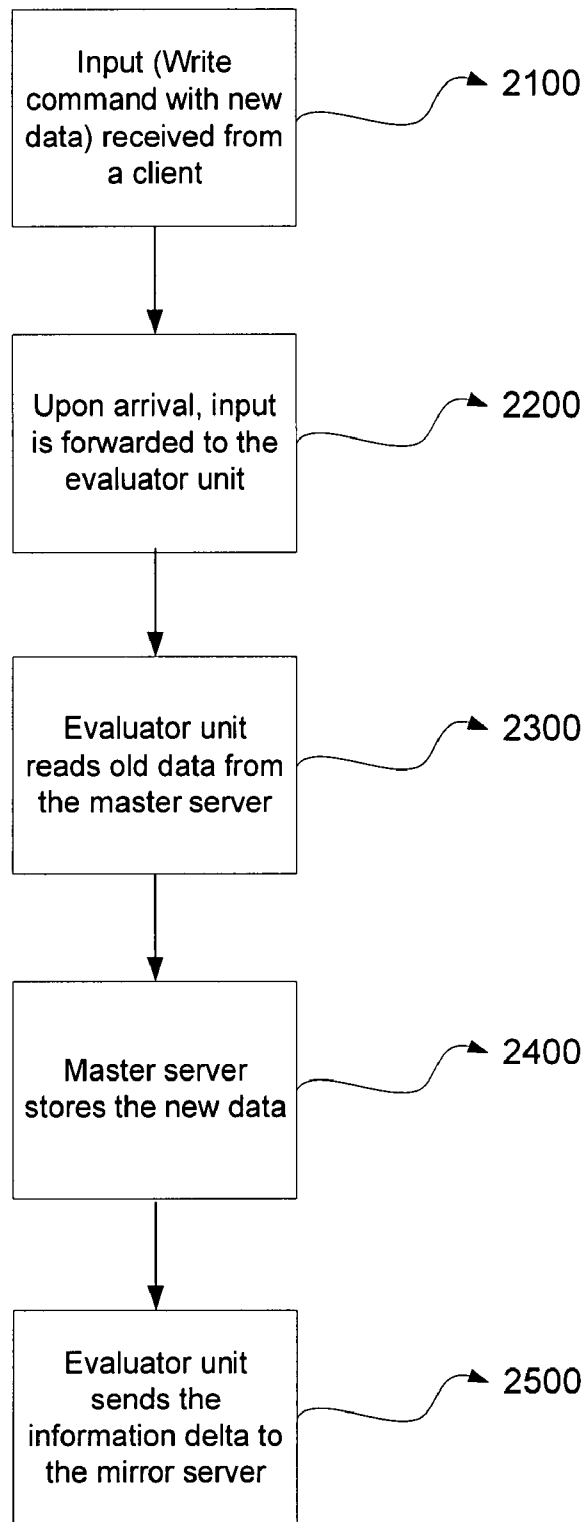 Input (Write
command with new
data) received from
a client
2100
Upon arrival, input
is forwarded to the
evaluator unit
2200
Evaluator unit
reads old data from
the master server
2300
Master server
stores the new data
2400
Evaluator unit
sends the
information delta to
the mirror server
2500